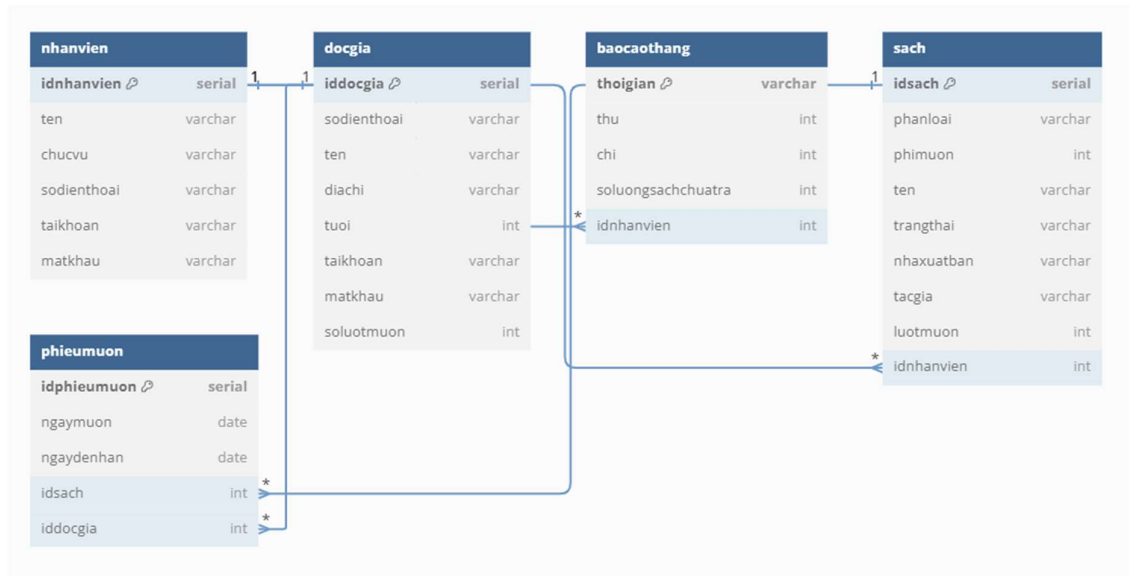 nhanvien
idnhanvien serial
ten varchar
chucvu varchar
sodienthoai varchar
taikhoan varchar
matkhau varchar
docgia
iddocgia serial
sodienthoai varchar
ten varchar
diachi varchar
tuoi int
taikhoan varchar
matkhau varchar
soluotmuon int
baocaothang
thoigian varchar
thu int
chi int
soluongsachchuatra int
idnhanvien int
sach
idsach serial
phanloai varchar
phimuon int
ten varchar
trangthai varchar
nhaxuatban varchar
tacgia varchar
luotmuon int
idnhanvien int
phieumuon
idphieumuon serial
ngaymuon date
ngaydenhan date
idsach int
iddocgia int
1
1
1
*
*
*
*